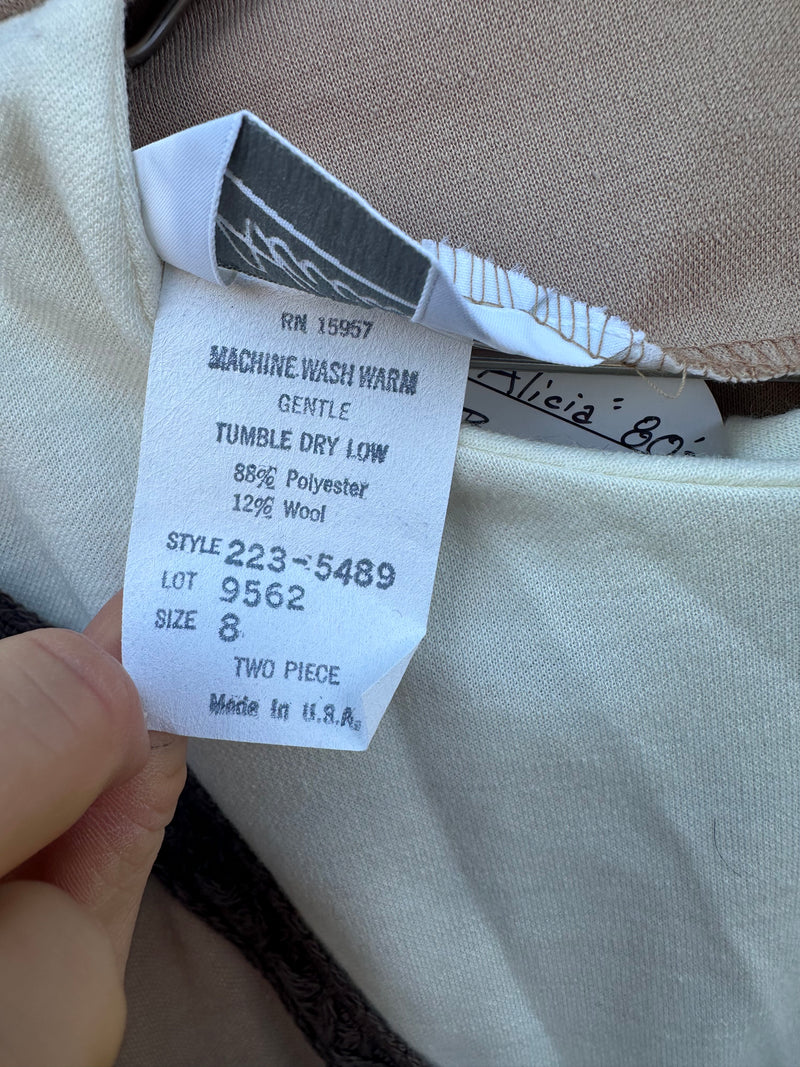 RN 15957
MACHINE WASH WARM
GENTLE
TUMBLE DRY LOW
88% Polyester
12% Wool
STYLE 223-5489
LOT 9562
SIZE 8
TWO PIECE
Made In U.S.A.
Alicia" 80's